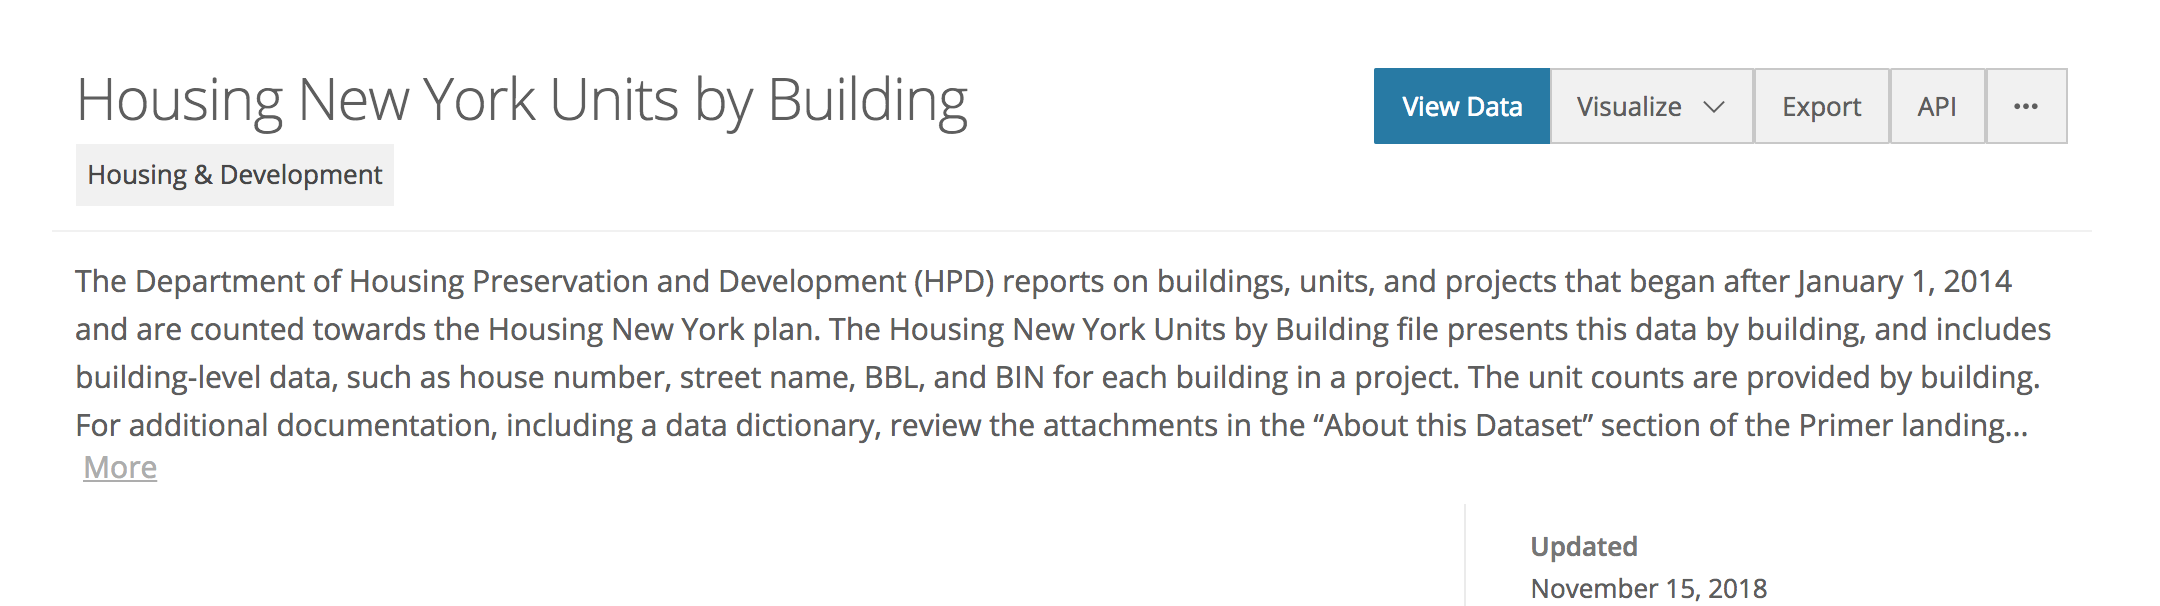 Housing New York Units by Building
View Data
Visualize
Export
API
...
Housing & Development
The Department of Housing Preservation and Development (HPD) reports on buildings, units, and projects that began after January 1, 2014
and are counted towards the Housing New York plan. The Housing New York Units by Building file presents this data by building, and includes
building-level data, such as house number, street name, BBL, and BIN for each building in a project. The unit counts are provided by building.
For additional documentation, including a data dictionary, review the attachments in the “About this Dataset” section of the Primer landing...
More
Updated
November 15, 2018